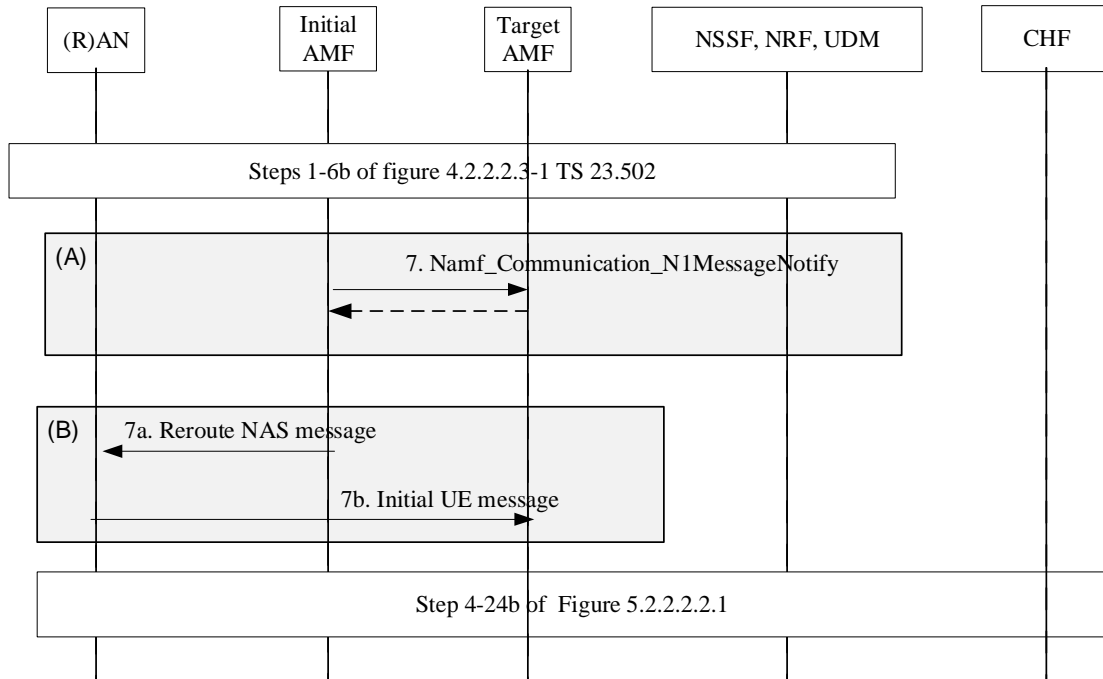 (R)AN
Initial
AMF
Target
AMF
NSSF, NRF, UDM
CHF
Steps 1-6b of figure 4.2.2.2.3-1 TS 23.502
(A)
7. Namf_Communication_N1MessageNotify
(B)
7a. Reroute NAS message
7b. Initial UE message
Step 4-24b of Figure 5.2.2.2.2.1